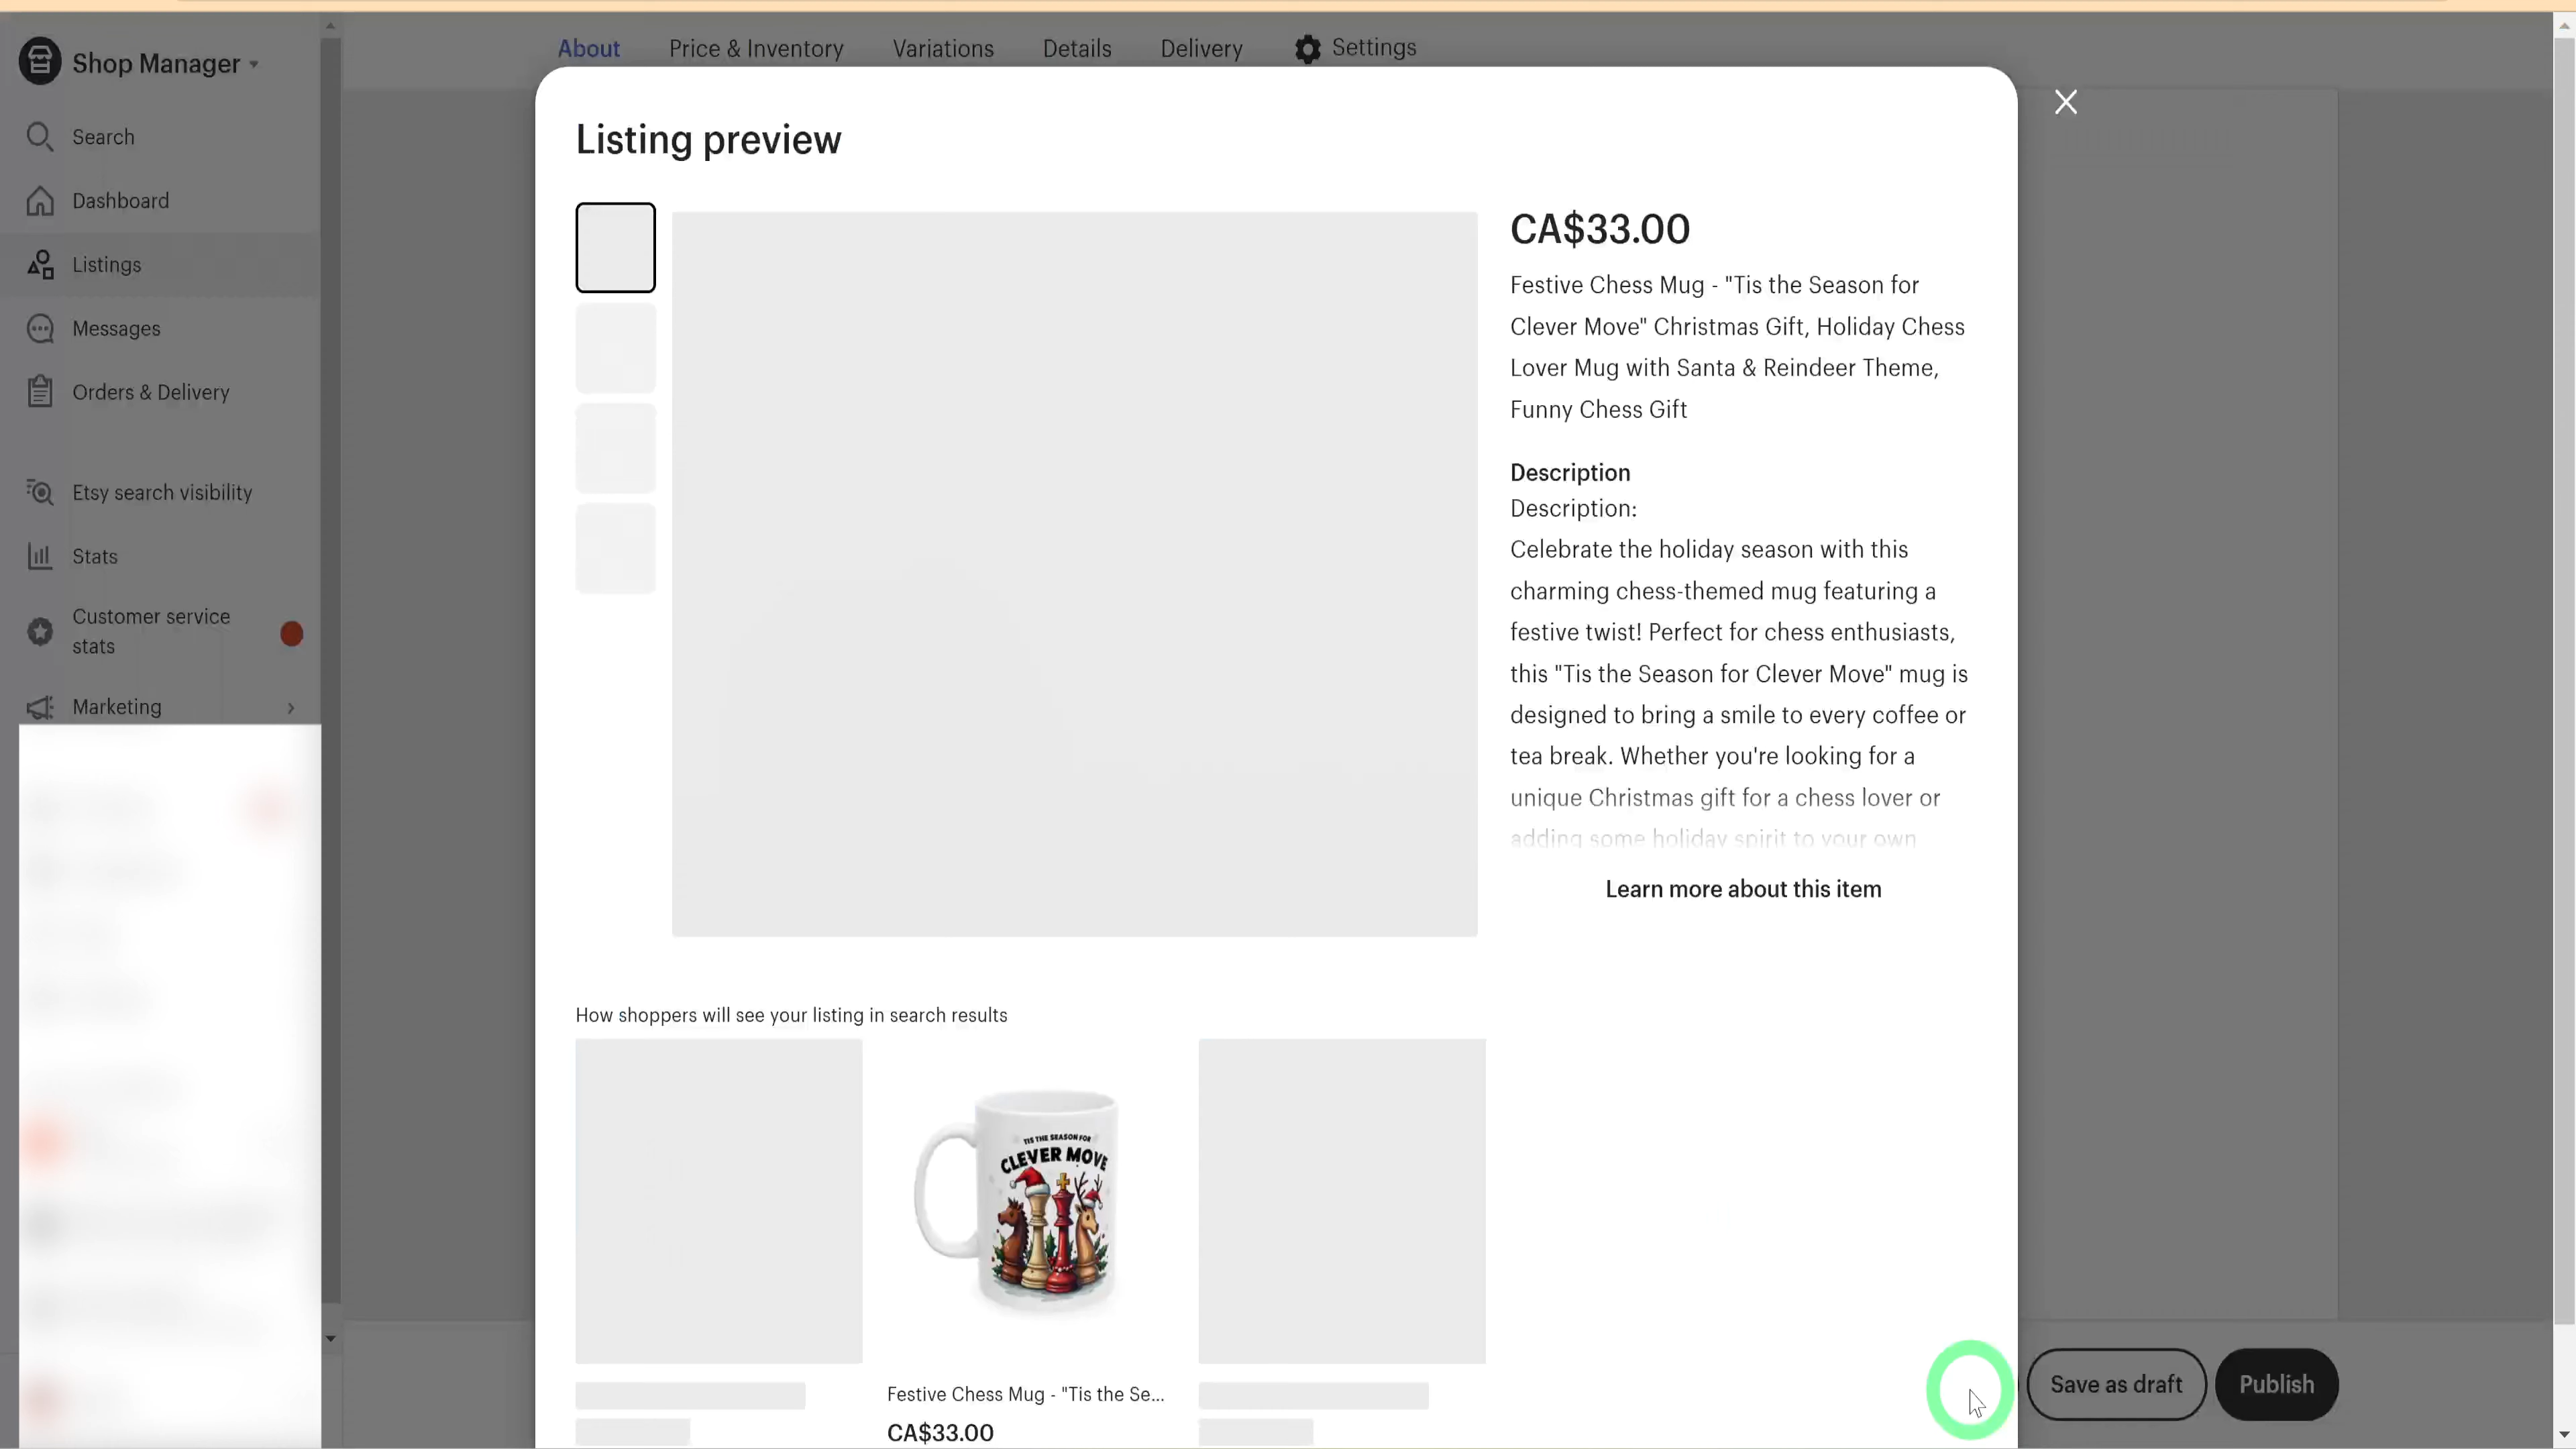 Shop Manager
Search
Dashboard
Listings
Messages
Orders & Delivery
Etsy search visibility
Stats
Customer service
stats
Marketing
About Price & Inventory Variations Details Delivery Settings
Listing preview
CA$33.00
Festive Chess Mug - "Tis the Season for
Clever Move" Christmas Gift, Holiday Chess
Lover Mug with Santa & Reindeer Theme,
Funny Chess Gift
Description
Description:
Celebrate the holiday season with this
charming chess-themed mug featuring a
festive twist! Perfect for chess enthusiasts,
this "Tis the Season for Clever Move" mug is
designed to bring a smile to every coffee or
tea break. Whether you're looking for a
unique Christmas gift for a chess lover or
adding some holiday spirit to your own
Learn more about this item
How shoppers will see your listing in search results
TIS THE SEASON FOR
CLEVER MOVE
Festive Chess Mug - "Tis the Se...
CA$33.00
Save as draft
Publish